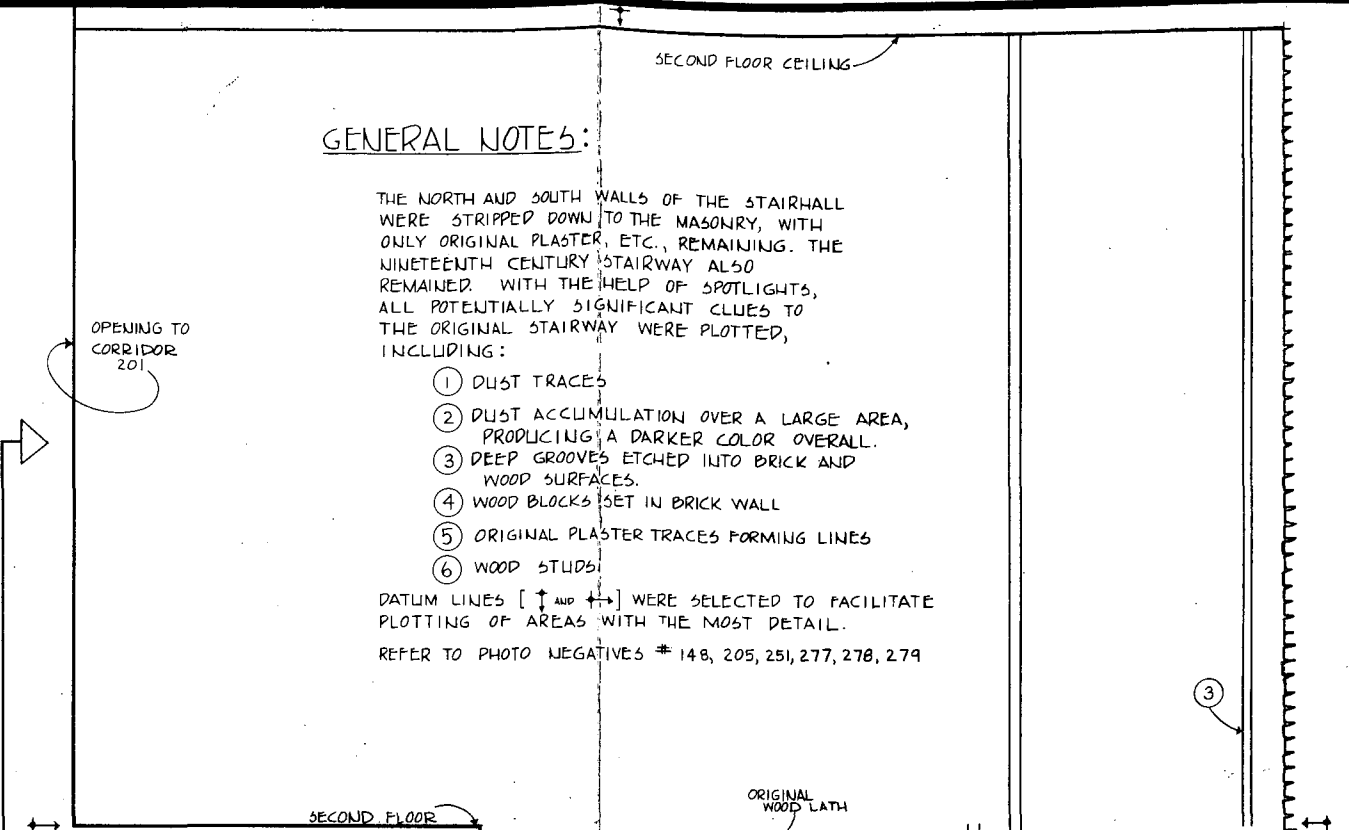 SECOND FLOOR CEILING
GENERAL NOTES:
THE NORTH AND SOUTH WALLS OF THE STAIRHALL
WERE STRIPPED DOWN TO THE MASONRY, WITH
ONLY ORIGINAL PLASTER, ETC., REMAINING. THE
NINETEENTH CENTURY STAIRWAY ALSO
REMAINED. WITH THE HELP OF SPOTLIGHTS,
ALL POTENTIALLY SIGNIFICANT CLUES TO
THE ORIGINAL STAIRWAY WERE PLOTTED,
INCLUDING:
1 DUST TRACES
2 DUST ACCUMULATION OVER A LARGE AREA,
PRODUCING A DARKER COLOR OVERALL.
3 DEEP GROOVES ETCHED INTO BRICK AND
WOOD SURFACES.
4 WOOD BLOCKS SET IN BRICK WALL
5 ORIGINAL PLASTER TRACES FORMING LINES
6 WOOD STUDS
DATUM LINES [ AND ] WERE SELECTED TO FACILITATE
PLOTTING OF AREAS WITH THE MOST DETAIL.
REFER TO PHOTO NEGATIVES # 148, 205, 251, 277, 278, 279
OPENING TO
CORRIDOR
201
3
SECOND FLOOR
ORIGINAL
WOOD LATH